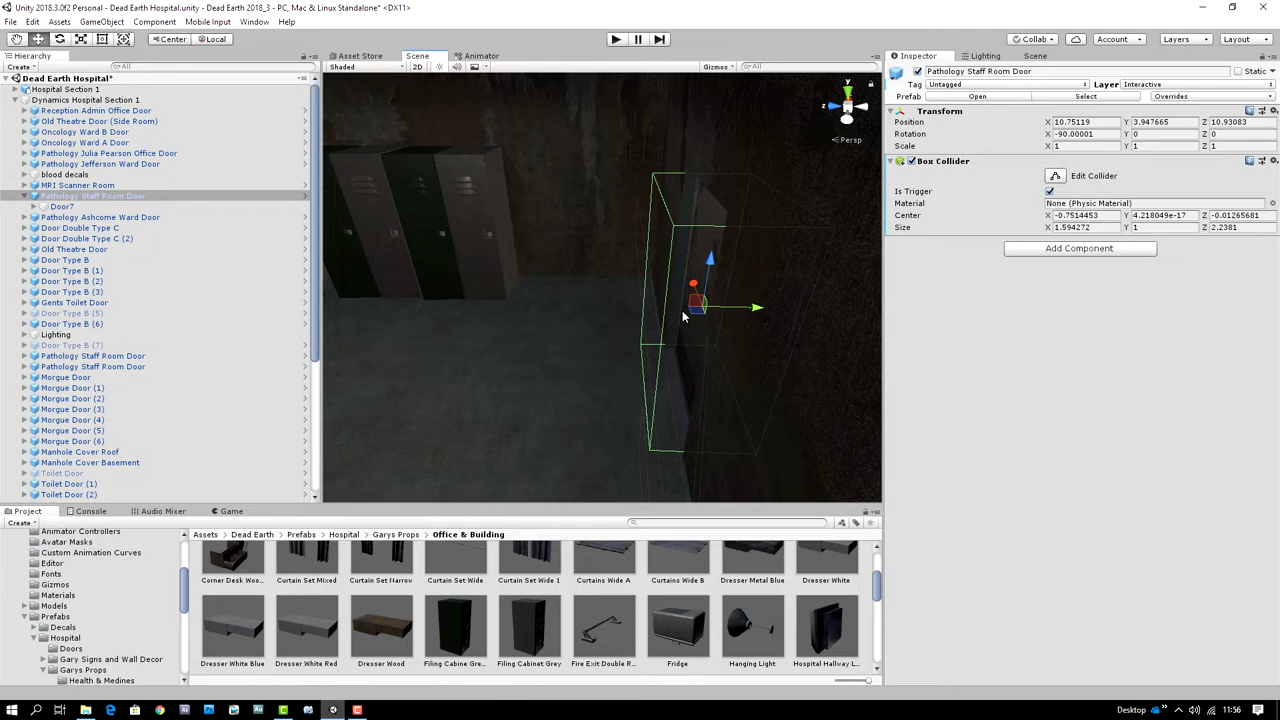 Unity 2018.3.0f2 Personal - Dead Earth Hospital.unity - Dead Earth 2018_3 - PC, Mac & Linux Standalone* <DX11>
File Edit Assets GameObject Component Mobile Input Window Help
Center Local Collab Account Layers Layout
Hierarchy Asset Store Scene Animator Inspector Lighting Scene
Create All Shaded 2D Gizmos All
Pathology Staff Room Door Static
Dead Earth Hospital*
Tag Untagged Layer Interactive
Hospital Section 1
Prefab Open Select Overrides
Dynamics Hospital Section 1
Reception Admin Office Door
Transform
Old Theatre Door (Side Room)
Position X 10.75119 Y 3.947665 Z 10.93083
Oncology Ward B Door
Rotation X -90.00001 Y 0 Z 0
Oncology Ward A Door
Scale X 1 Y 1 Z 1
Pathology Julia Pearson Office Door
Box Collider
Pathology Jefferson Ward Door
blood decals
Edit Collider
MRI Scanner Room
Is Trigger
Pathology Staff Room Door
Material None (Physic Material)
Door7
Center X -0.7514453 Y 4.218049e-17 Z -0.01265681
Pathology Ashcome Ward Door
Size X 1.594272 Y 1 Z 2.2381
Door Double Type C
Door Double Type C (2)
Add Component
Old Theatre Door
Door Type B
Door Type B (1)
Door Type B (2)
Door Type B (3)
Gents Toilet Door
Door Type B (5)
Door Type B (6)
Lighting
Door Type B (7)
Pathology Staff Room Door
Pathology Staff Room Door
Morgue Door
Morgue Door (1)
Morgue Door (2)
Morgue Door (3)
Morgue Door (4)
Morgue Door (5)
Morgue Door (6)
Manhole Cover Roof
Manhole Cover Basement
Toilet Door
Toilet Door (1)
Toilet Door (2)
y
z
Persp
Project Console Audio Mixer Game
Create
Animator Controllers
Avatar Masks
Custom Animation Curves
Editor
Fonts
Gizmos
Materials
Models
Prefabs
Decals
Hospital
Doors
Gary Signs and Wall Decor
Garys Props
Health & Medines
Assets Dead Earth Prefabs Hospital Garys Props Office & Building
Corner Desk Woo... Curtain Set Mixed Curtain Set Narrow Curtain Set Wide Curtain Set Wide 1 Curtains Wide A Curtains Wide B Dresser Metal Blue Dresser White
Dresser White Blue Dresser White Red Dresser Wood Filing Cabine Gre... Filing Cabinet Grey Fire Exit Double R... Fridge Hanging Light Hospital Hallway L...
Desktop 11:56